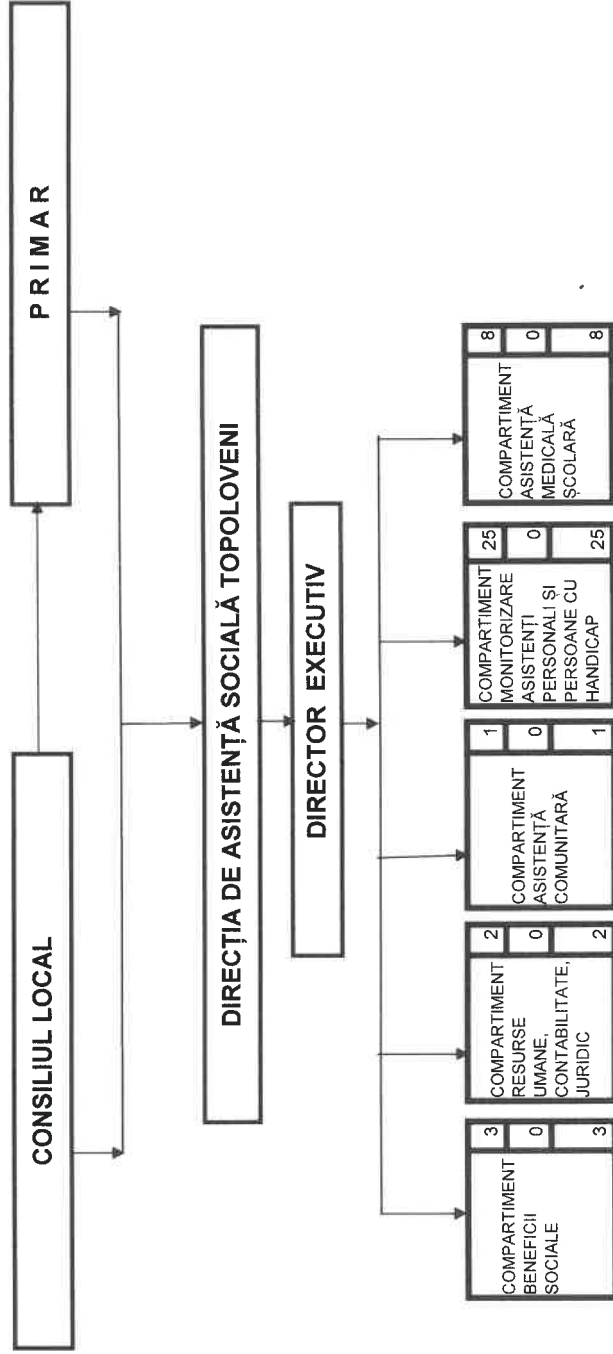 CONSILIUL LOCAL
PRIMAR
DIRECȚIA DE ASISTENȚĂ SOCIALĂ TOPOLOVENI
DIRECTOR EXECUTIV
COMPARTIMENT
BENEFICII
SOCIALE
3
0
3
COMPARTIMENT
RESURSE
UMANE,
CONTABILITATE,
JURIDIC
2
0
2
COMPARTIMENT
ASISTENȚĂ
COMUNITARĂ
1
0
1
COMPARTIMENT
MONITORIZARE
ASISTENȚI
PERSONALI ȘI
PERSOANE CU
HANDICAP
25
0
25
COMPARTIMENT
ASISTENȚĂ
MEDICALĂ
ȘCOLARĂ
8
0
8